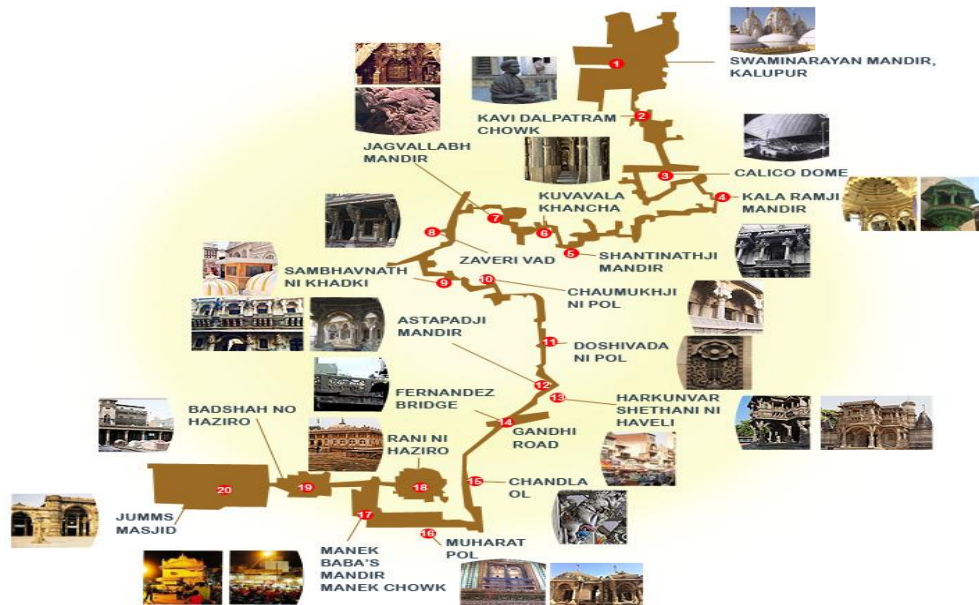 1
SWAMINARAYAN MANDIR,
KALUPUR
2
KAVI DALPATRAM
CHOWK
3
CALICO DOME
4
KALA RAMJI
MANDIR
5
SHANTINATHJI
MANDIR
6
KUVAVALA
KHANCHA
7
JAGVALLABH
MANDIR
8
ZAVERI VAD
9
SAMBHAVNATH
NI KHADKI
10
CHAUMUKHJI
NI POL
11
DOSHIVADA
NI POL
12
ASTAPADJI
MANDIR
13
HARKUNVAR
SHETHANI NI
HAVELI
14
FERNANDEZ
BRIDGE
GANDHI
ROAD
15
CHANDLA
OL
16
MUHARAT
POL
17
MANEK
BABA'S
MANDIR
MANEK CHOWK
18
RANI NI
HAZIRO
19
BADSHAH NO
HAZIRO
20
JUMMS
MASJID